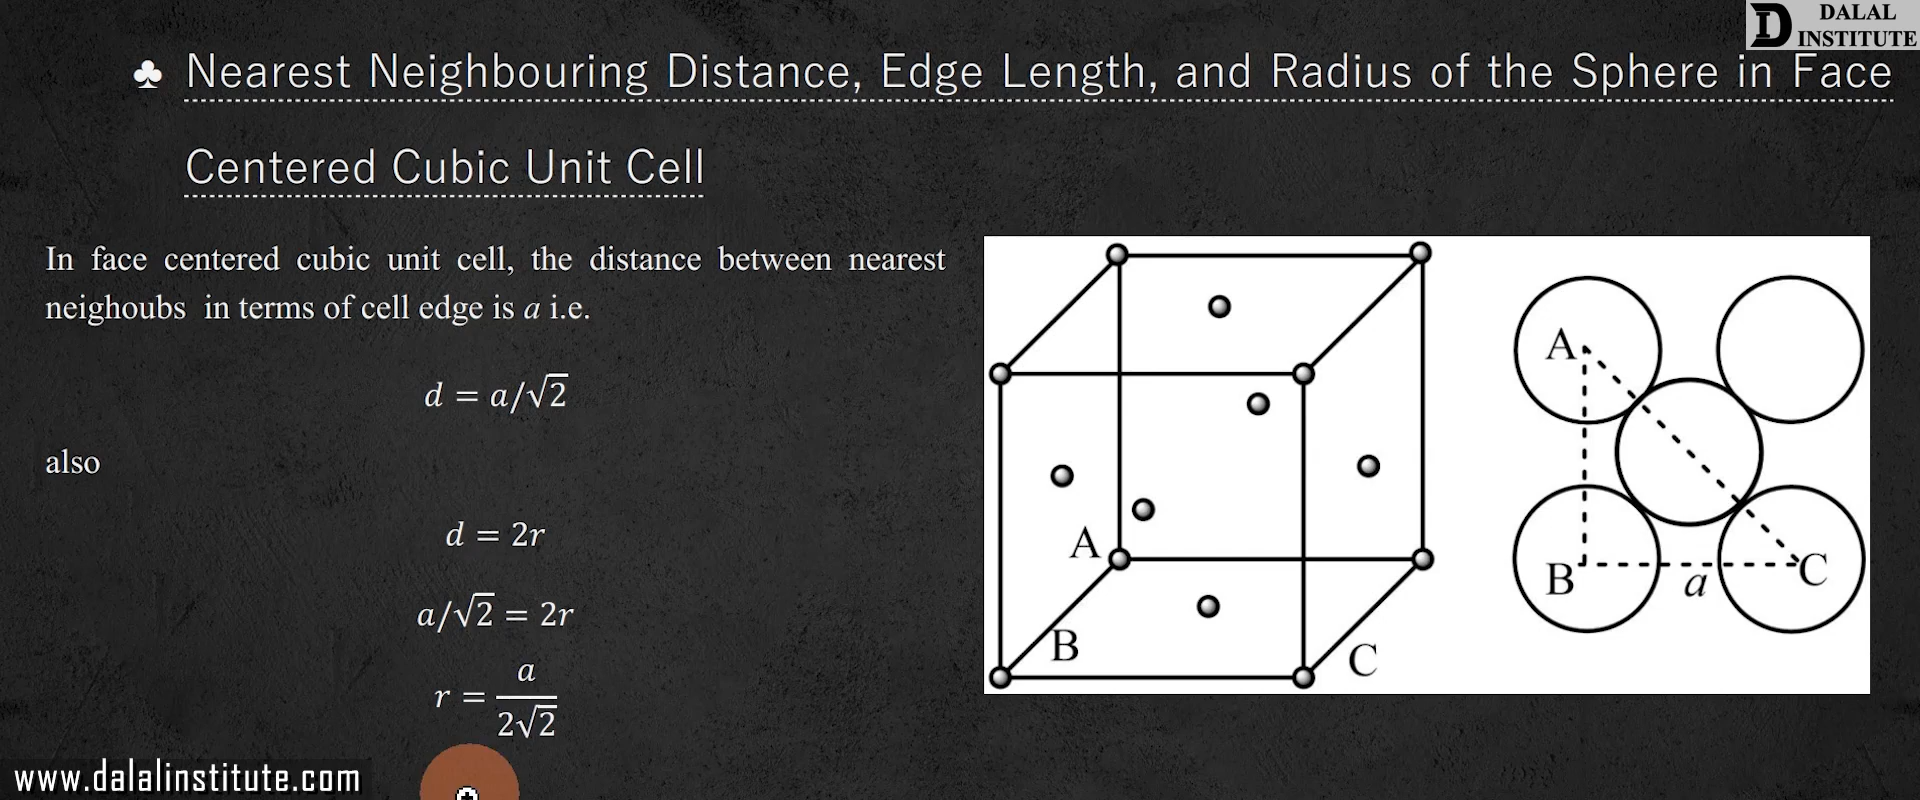 DALAL
INSTITUTE
♣ Nearest Neighbouring Distance, Edge Length, and Radius of the Sphere in Face
Centered Cubic Unit Cell
In face centered cubic unit cell, the distance between nearest
neighoubs in terms of cell edge is a i.e.
d = a/√2
also
d = 2r
a/√2 = 2r
r = a/2√2
A
B
C
A
B
a
C
www.dalalinstitute.com